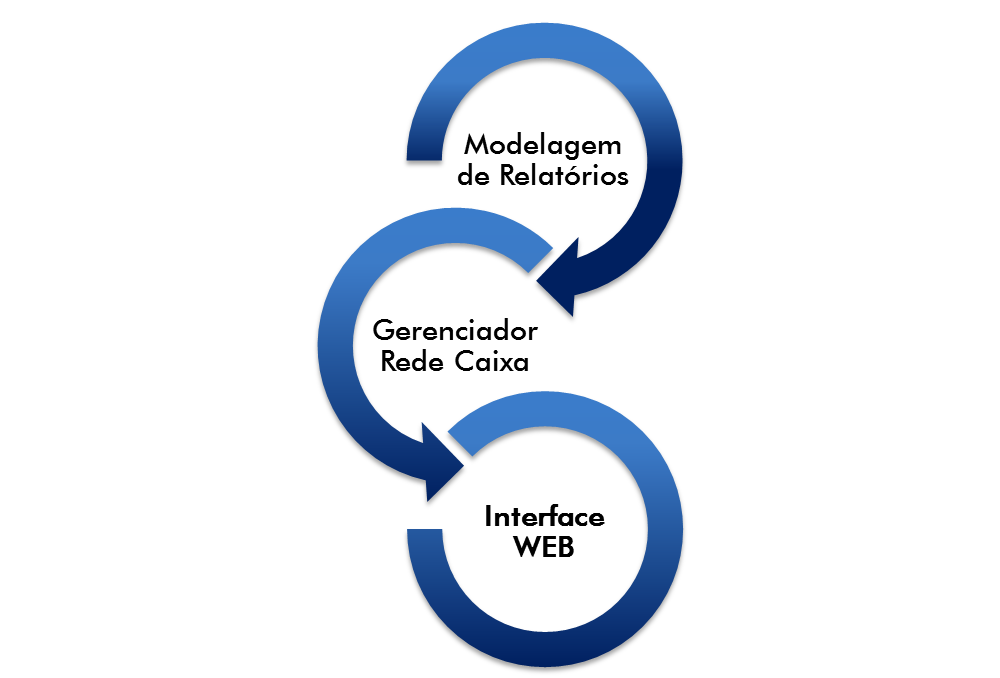 Modelagem
de Relatórios
Gerenciador
Rede Caixa
Interface
WEB